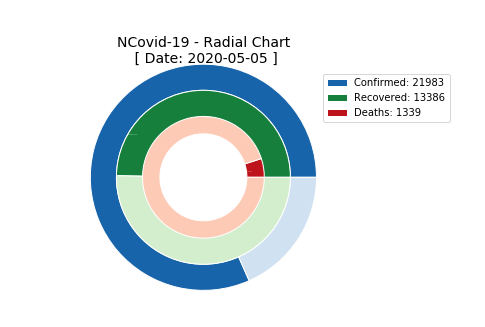 NCovid-19 - Radial Chart
[ Date: 2020-05-05 ]
Confirmed: 21983
Recovered: 13386
Deaths: 1339